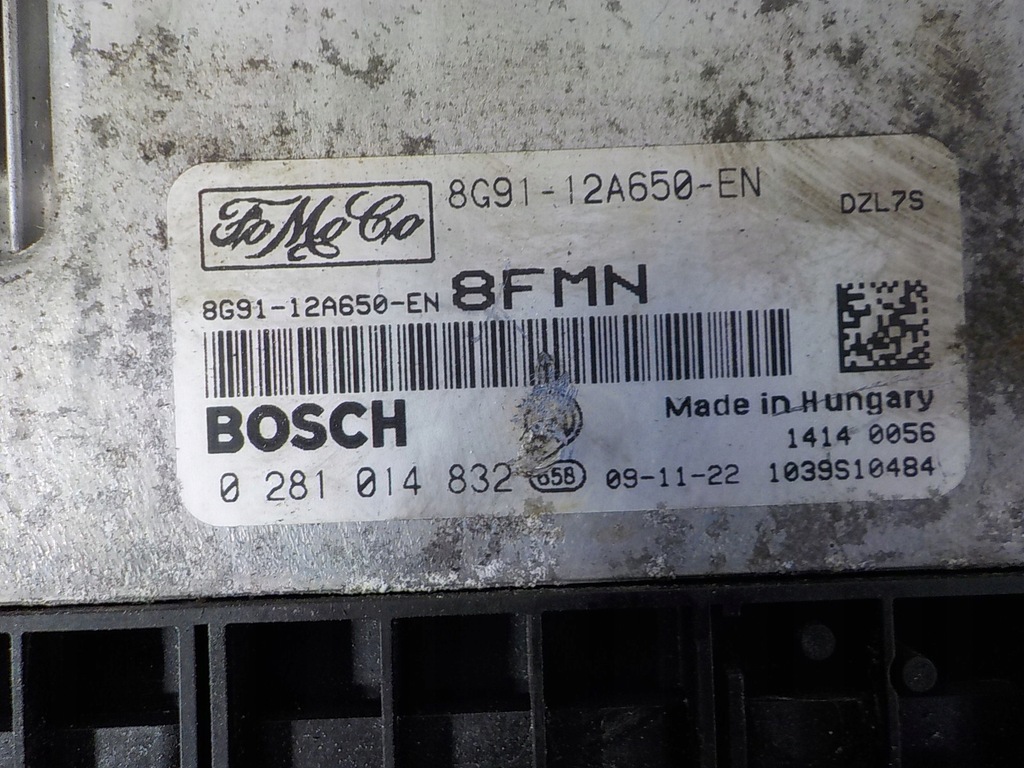 FoMoCo 8G91-12A650-EN DZL7S
8G91-12A650-EN 8FMN
BOSCH Made in Hungary
1414 0056
0 281 014 832 09-11-22 1039S10484